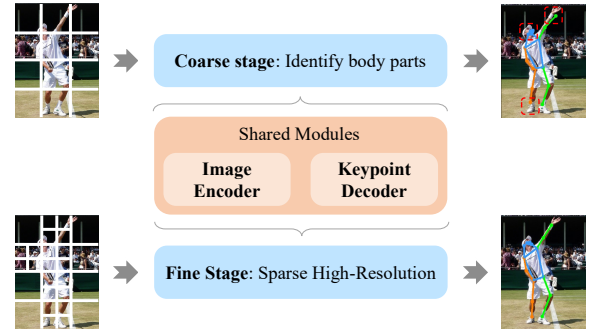 Coarse stage: Identify body parts
Shared Modules
Image
Encoder
Keypoint
Decoder
Fine Stage: Sparse High-Resolution